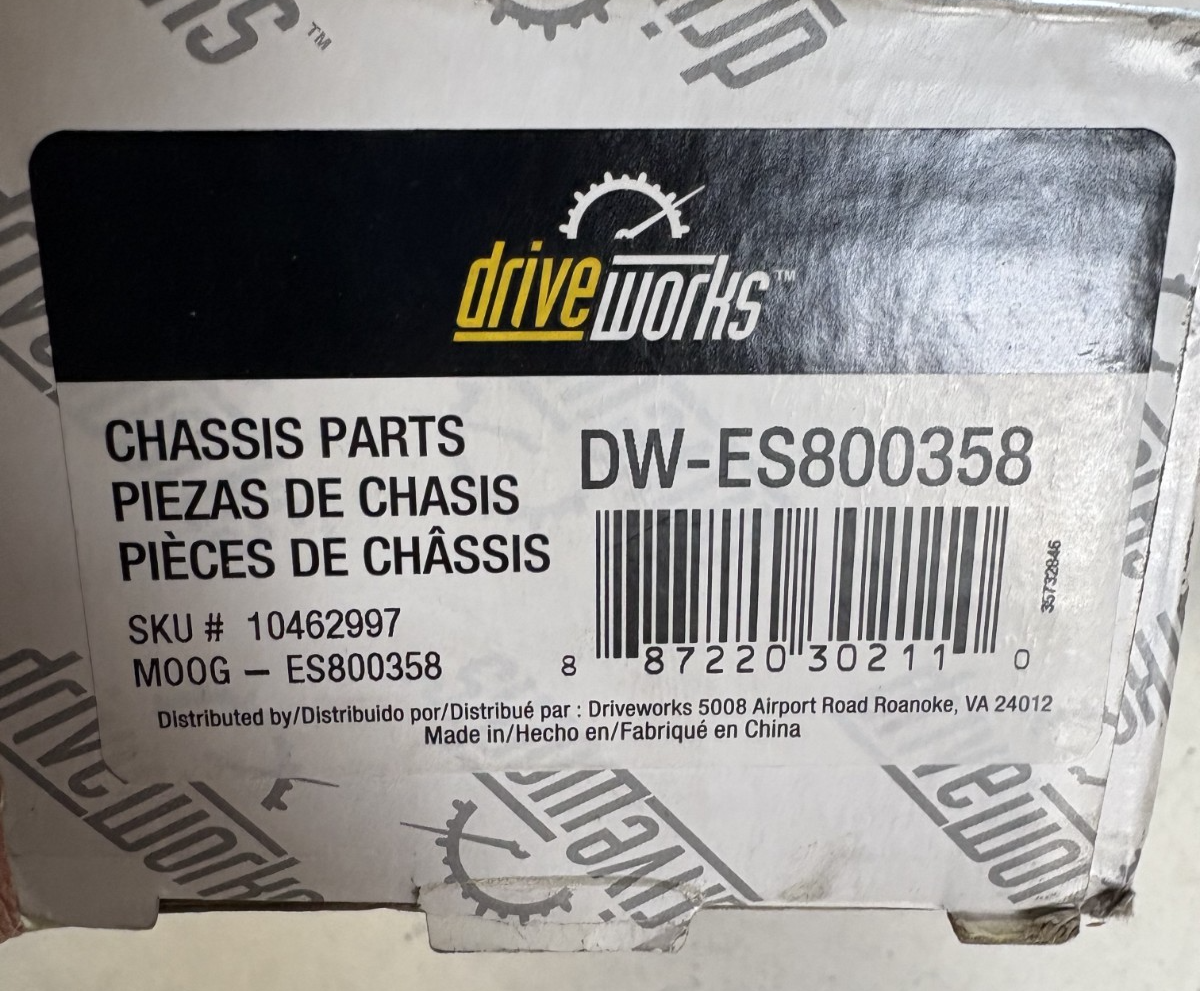 driveworks™
CHASSIS PARTS
PIEZAS DE CHASIS
PIÈCES DE CHÂSSIS
SKU # 10462997
MOOG – ES800358
DW-ES800358
8 87220 30211 0
35732846
Distributed by/Distribuido por/Distribué par : Driveworks 5008 Airport Road Roanoke, VA 24012
Made in/Hecho en/Fabriqué en China
driveworks